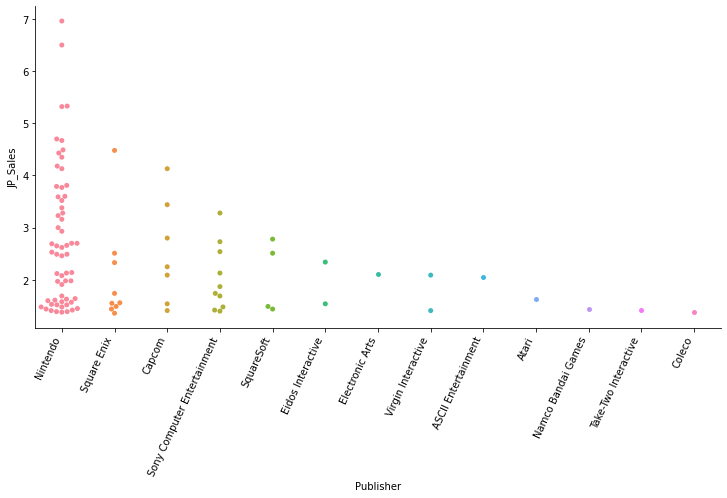 7
6
5
4
3
2
JP_Sales
Nintendo
Square Enix
Capcom
Sony Computer Entertainment
SquareSoft
Eidos Interactive
Electronic Arts
Virgin Interactive
ASCII Entertainment
Atari
Namco Bandai Games
Take-Two Interactive
Coleco
Publisher